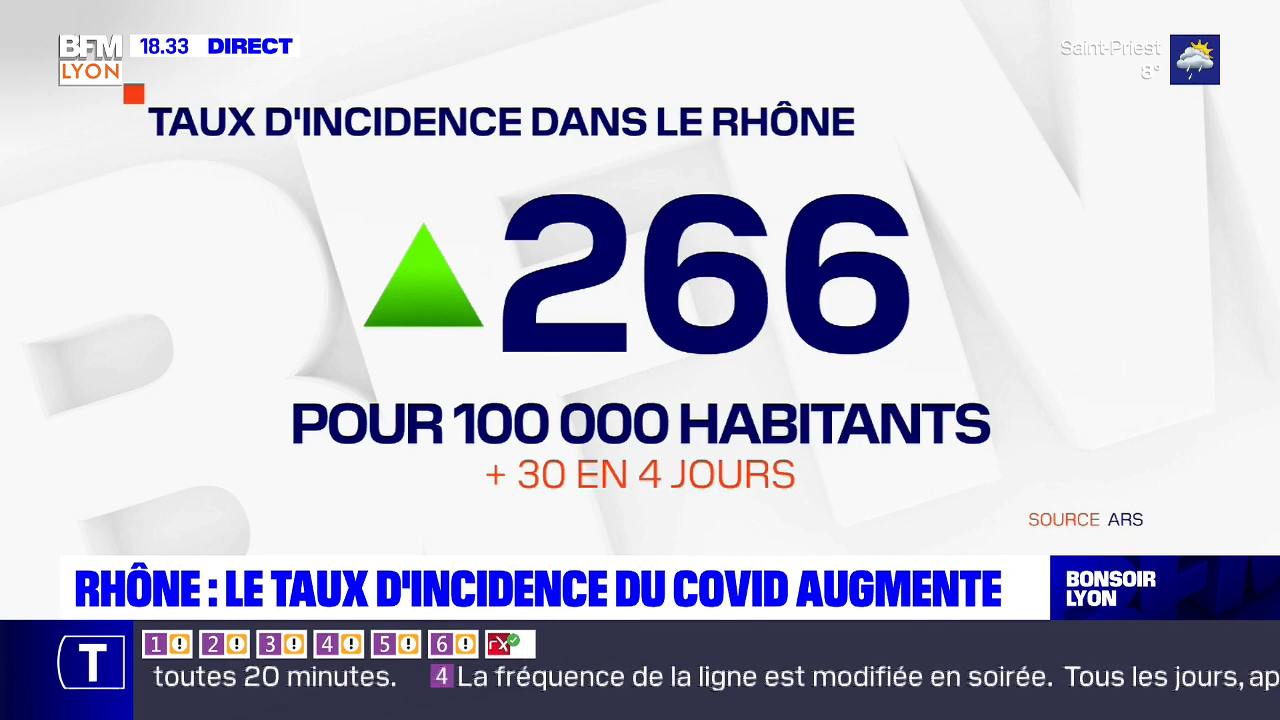 BFM
LYON
18.33 DIRECT
Saint-Priest
8°
TAUX D'INCIDENCE DANS LE RHÔNE
266
POUR 100 000 HABITANTS
+ 30 EN 4 JOURS
SOURCE ARS
RHÔNE : LE TAUX D'INCIDENCE DU COVID AUGMENTE
BONSOIR
LYON
T
1 ! 2 ! 3 ! 4 ! 5 ! 6 ! rx
toutes 20 minutes. 4 La fréquence de la ligne est modifiée en soirée. Tous les jours, ap